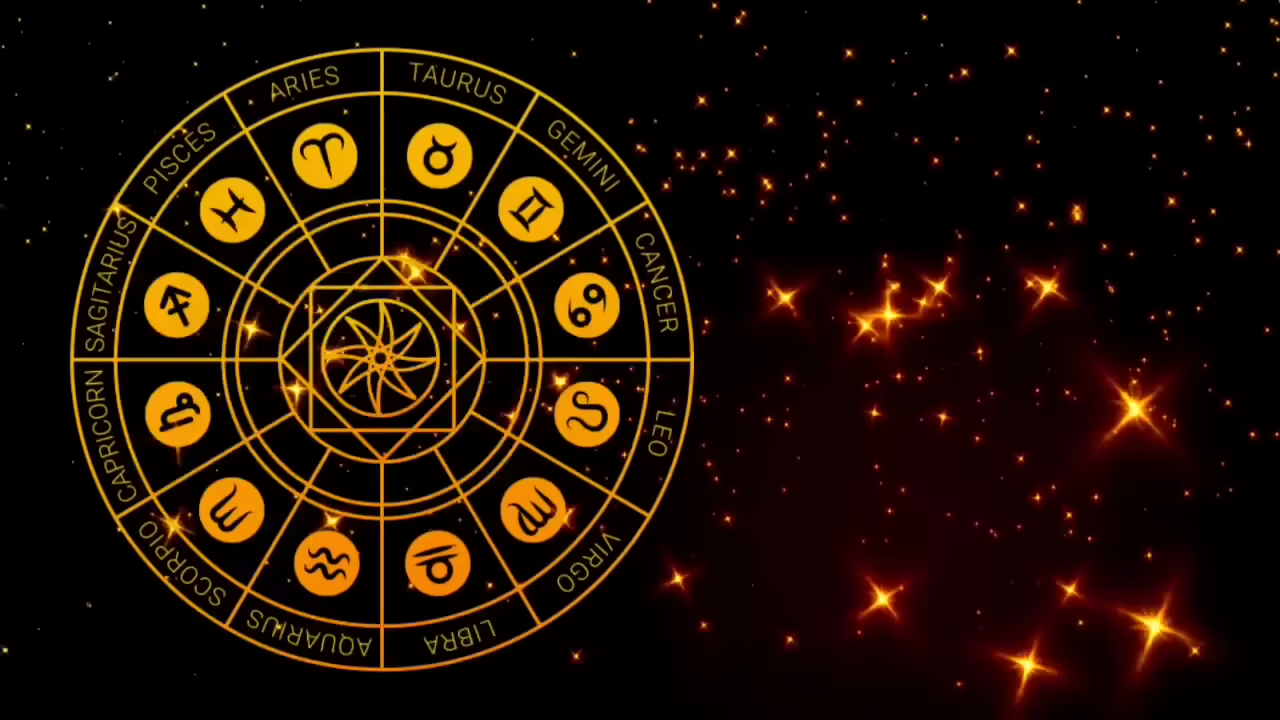 ARIES
TAURUS
GEMINI
CANCER
LEO
VIRGO
LIBRA
AQUARIUS
SCORPIO
CAPRICORN
SAGITARIUS
PISCES